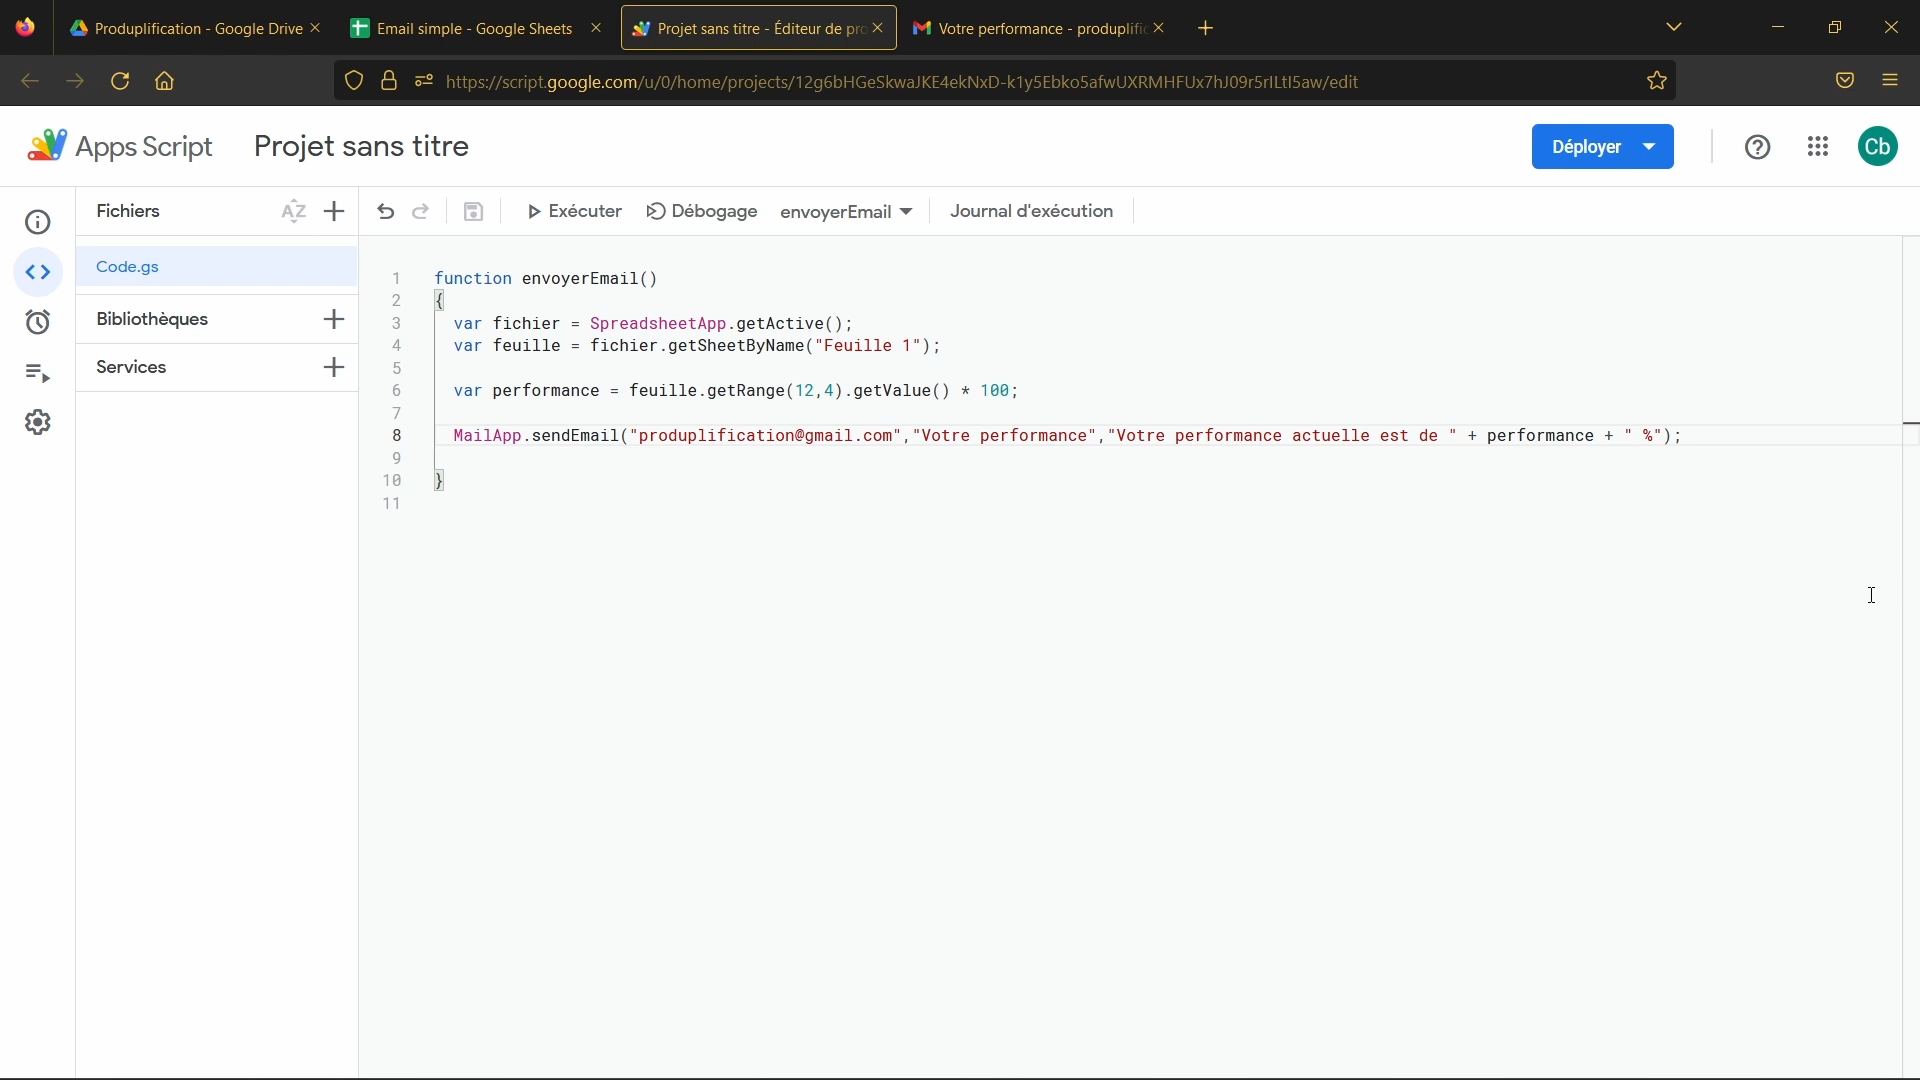 Produplification - Google Drive
Email simple - Google Sheets
Projet sans titre - Éditeur de pro
Votre performance - produplific
https://script.google.com/u/0/home/projects/12g6bHGeSkwaJKE4ekNxD-k1y5Ebko5afwUXRMHFUx7hJ09r5rILtI5aw/edit
Apps Script
Projet sans titre
Déployer
Cb
Fichiers
AZ
Exécuter
Débogage
envoyerEmail
Journal d'exécution
Code.gs
Bibliothèques
Services
1 function envoyerEmail()
2 {
3 var fichier = SpreadsheetApp.getActive();
4 var feuille = fichier.getSheetByName("Feuille 1");
5
6 var performance = feuille.getRange(12,4).getValue() * 100;
7
8 MailApp.sendEmail("produplification@gmail.com","Votre performance","Votre performance actuelle est de " + performance + " %");
9
10 }
11